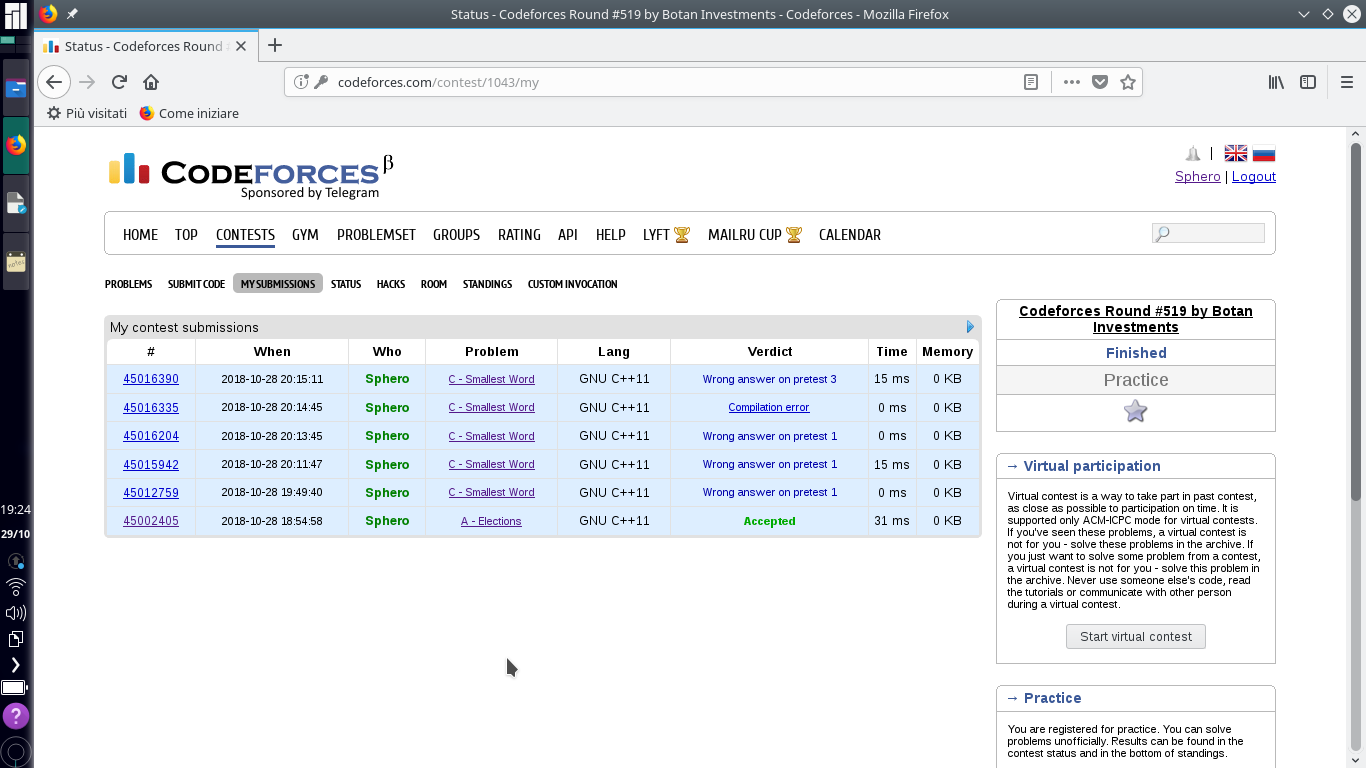 Status - Codeforces Round #519 by Botan Investments - Codeforces - Mozilla Firefox
Status - Codeforces Round
codeforces.com/contest/1043/my
Più visitati
Come iniziare
CODEFORCES β
Sponsored by Telegram
Sphero | Logout
HOME TOP CONTESTS GYM PROBLEMSET GROUPS RATING API HELP LYFT MAILRU CUP CALENDAR
PROBLEMS SUBMIT CODE MY SUBMISSIONS STATUS HACKS ROOM STANDINGS CUSTOM INVOCATION
My contest submissions
# When Who Problem Lang Verdict Time Memory
45016390 2018-10-28 20:15:11 Sphero C - Smallest Word GNU C++11 Wrong answer on pretest 3 15 ms 0 KB
45016335 2018-10-28 20:14:45 Sphero C - Smallest Word GNU C++11 Compilation error 0 ms 0 KB
45016204 2018-10-28 20:13:45 Sphero C - Smallest Word GNU C++11 Wrong answer on pretest 1 0 ms 0 KB
45015942 2018-10-28 20:11:47 Sphero C - Smallest Word GNU C++11 Wrong answer on pretest 1 15 ms 0 KB
45012759 2018-10-28 19:49:40 Sphero C - Smallest Word GNU C++11 Wrong answer on pretest 1 0 ms 0 KB
45002405 2018-10-28 18:54:58 Sphero A - Elections GNU C++11 Accepted 31 ms 0 KB
Codeforces Round #519 by Botan
Investments
Finished
Practice
→ Virtual participation
Virtual contest is a way to take part in past contest,
as close as possible to participation on time. It is
supported only ACM-ICPC mode for virtual contests.
If you've seen these problems, a virtual contest is
not for you - solve these problems in the archive. If
you just want to solve some problem from a contest,
a virtual contest is not for you - solve this problem in
the archive. Never use someone else's code, read
the tutorials or communicate with other person
during a virtual contest.
Start virtual contest
→ Practice
You are registered for practice. You can solve
problems unofficially. Results can be found in the
contest status and in the bottom of standings.
notes
19:24
29/10
?